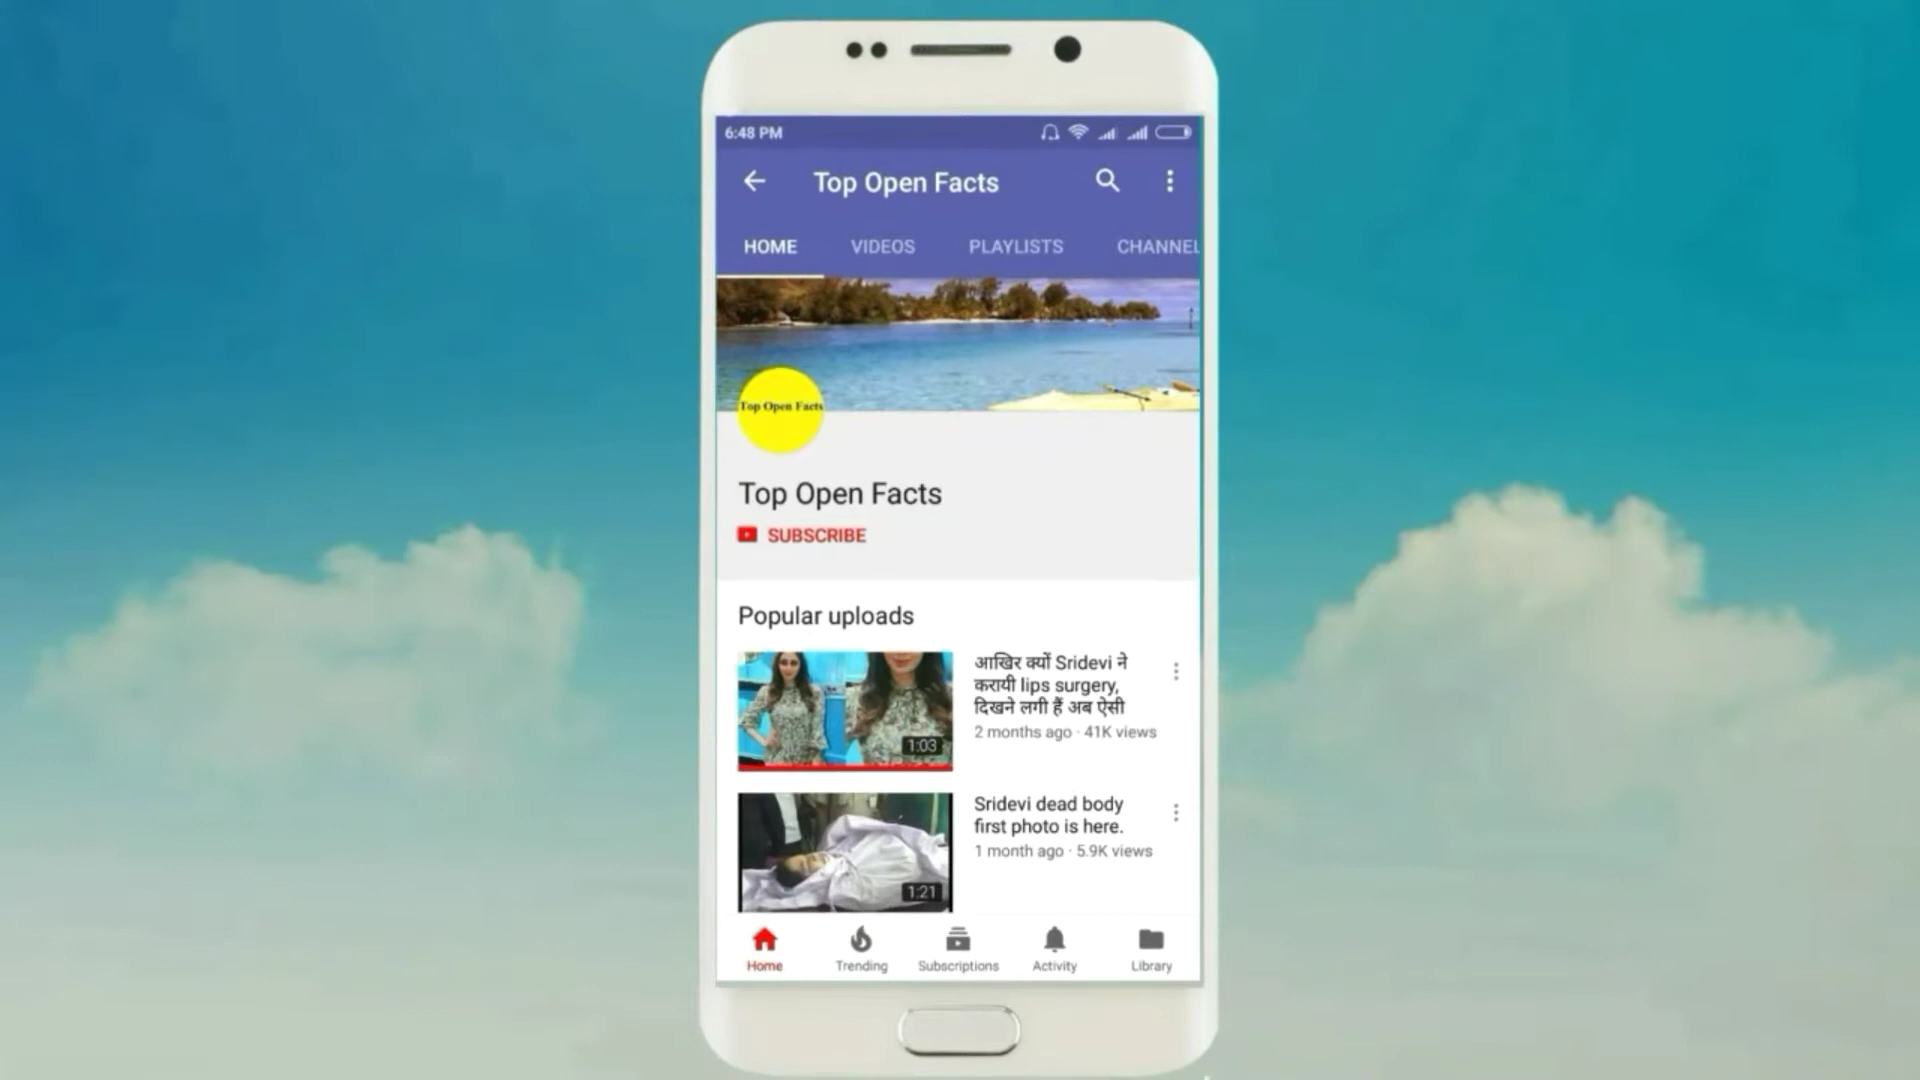 6:48 PM
Top Open Facts
HOME VIDEOS PLAYLISTS CHANNEL
Top Open Facts
Top Open Facts
SUBSCRIBE
Popular uploads
आखिर क्यों Sridevi ने
करायी lips surgery,
दिखने लगी हैं अब ऐसी
2 months ago · 41K views
1:03
Sridevi dead body
first photo is here.
1 month ago · 5.9K views
1:21
Home Trending Subscriptions Activity Library